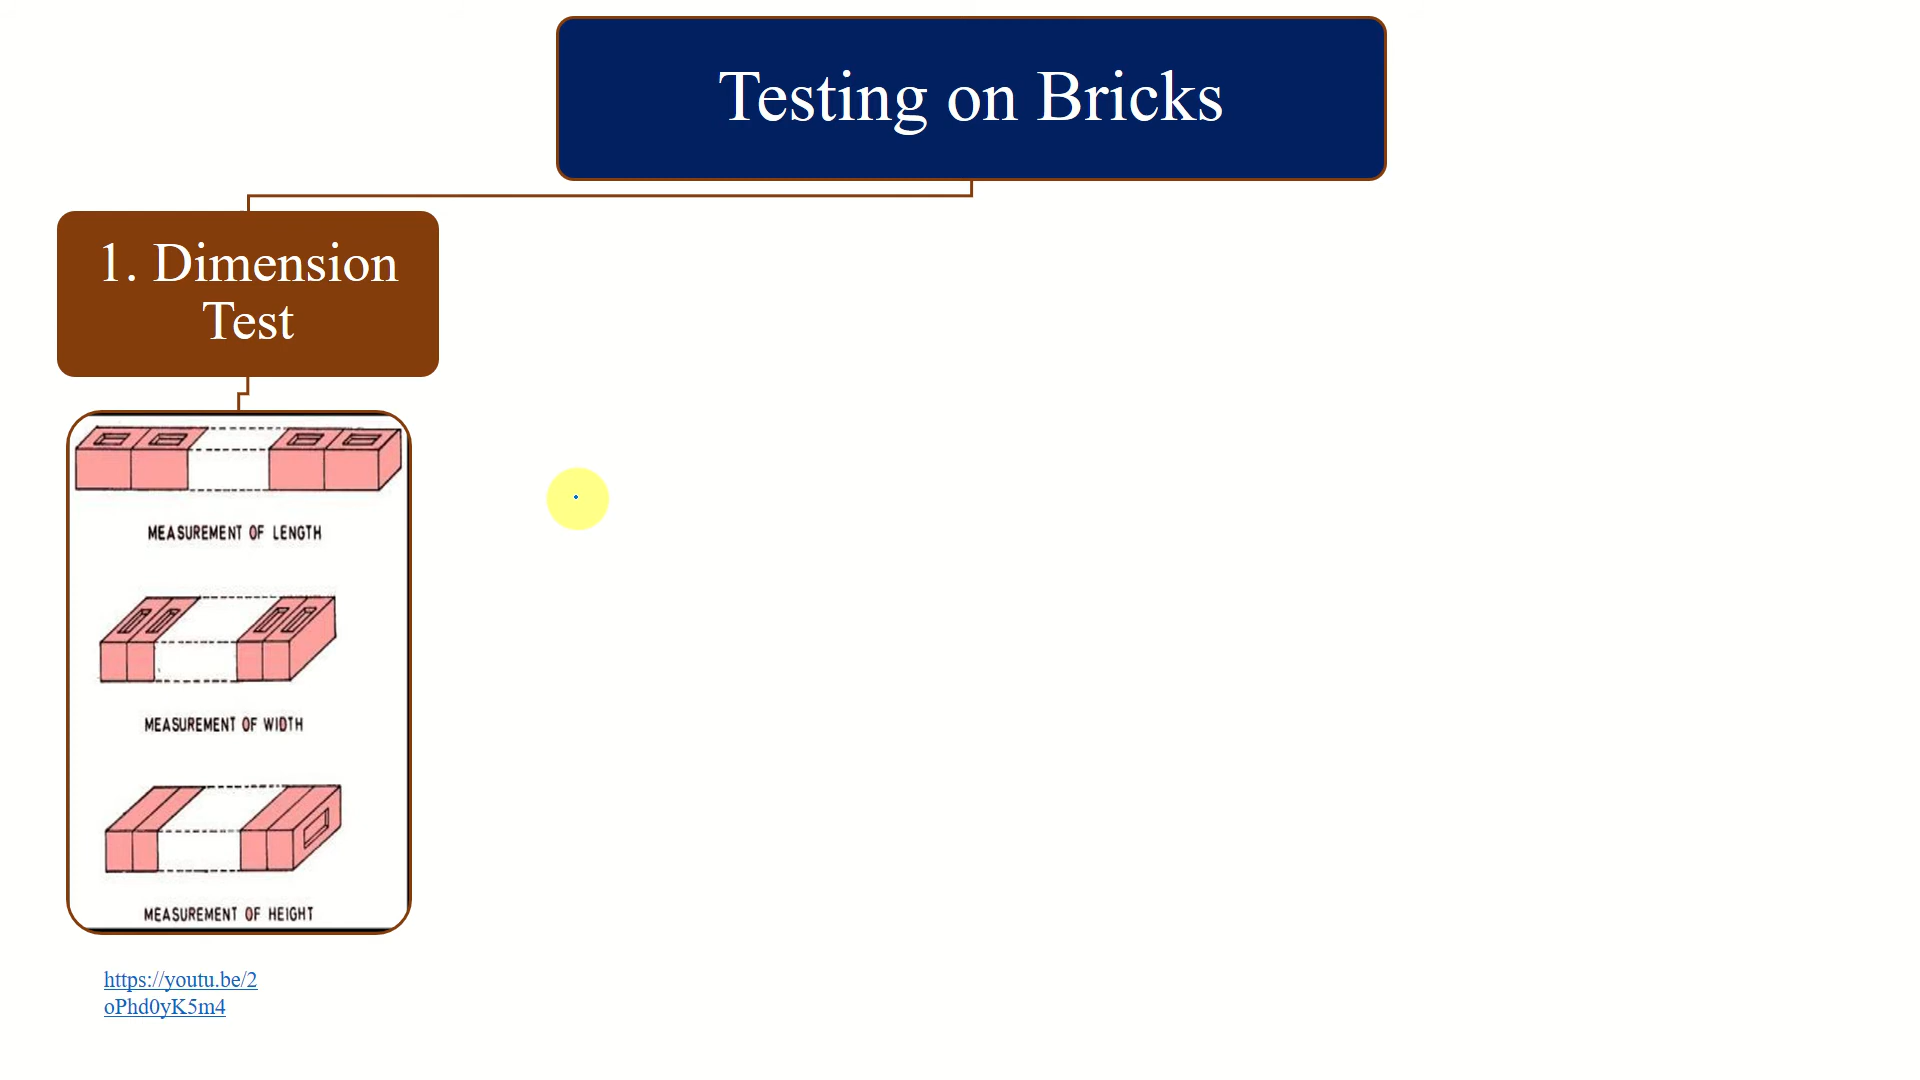 Testing on Bricks
1. Dimension
Test
MEASUREMENT OF LENGTH
MEASUREMENT OF WIDTH
MEASUREMENT OF HEIGHT
https://youtu.be/2
oPhd0yK5m4